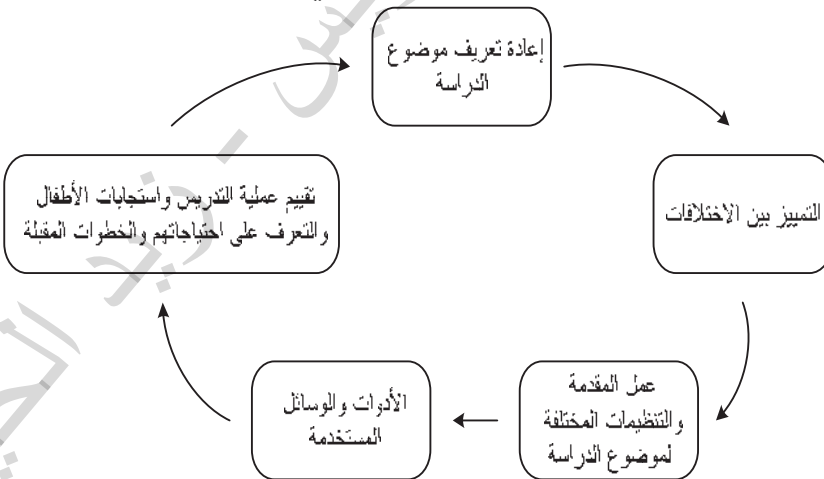 إعادة تعريف موضوع
الدراسة
التمييز بين الاختلافات
عمل المقدمة
والتنظيمات المختلفة
لموضوع الدراسة
الأدوات والوسائل
المستخدمة
تقييم عملية التدريس واستجابات الأطفال
والتعرف على احتياجاتهم والخطوات المقبلة